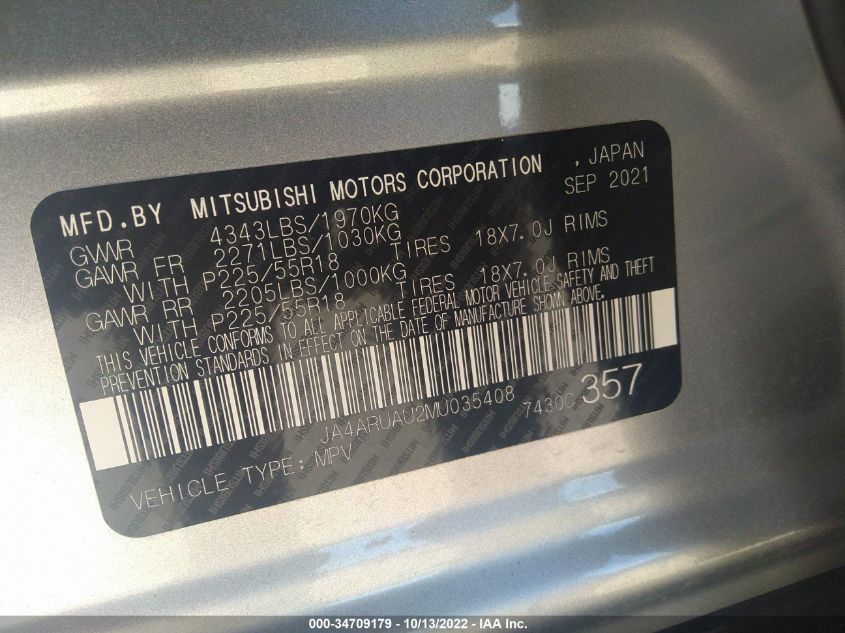 MFD.BY MITSUBISHI MOTORS CORPORATION , JAPAN
SEP 2021
GVWR 4343LBS/1970KG
GAWR FR 2271LBS/1030KG
WITH P225/55R18 TIRES 18X7.0J RIMS
GAWR RR 2205LBS/1000KG
WITH P225/55R18 TIRES 18X7.0J RIMS
THIS VEHICLE CONFORMS TO ALL APPLICABLE FEDERAL MOTOR VEHICLE SAFETY AND THEFT
PREVENTION STANDARDS IN EFFECT ON THE DATE OF MANUFACTURE SHOWN ABOVE.
JA4ARUAU2MU035408 7430C 357
VEHICLE TYPE: MPV
000-34709179 - 10/13/2022 - IAA Inc.